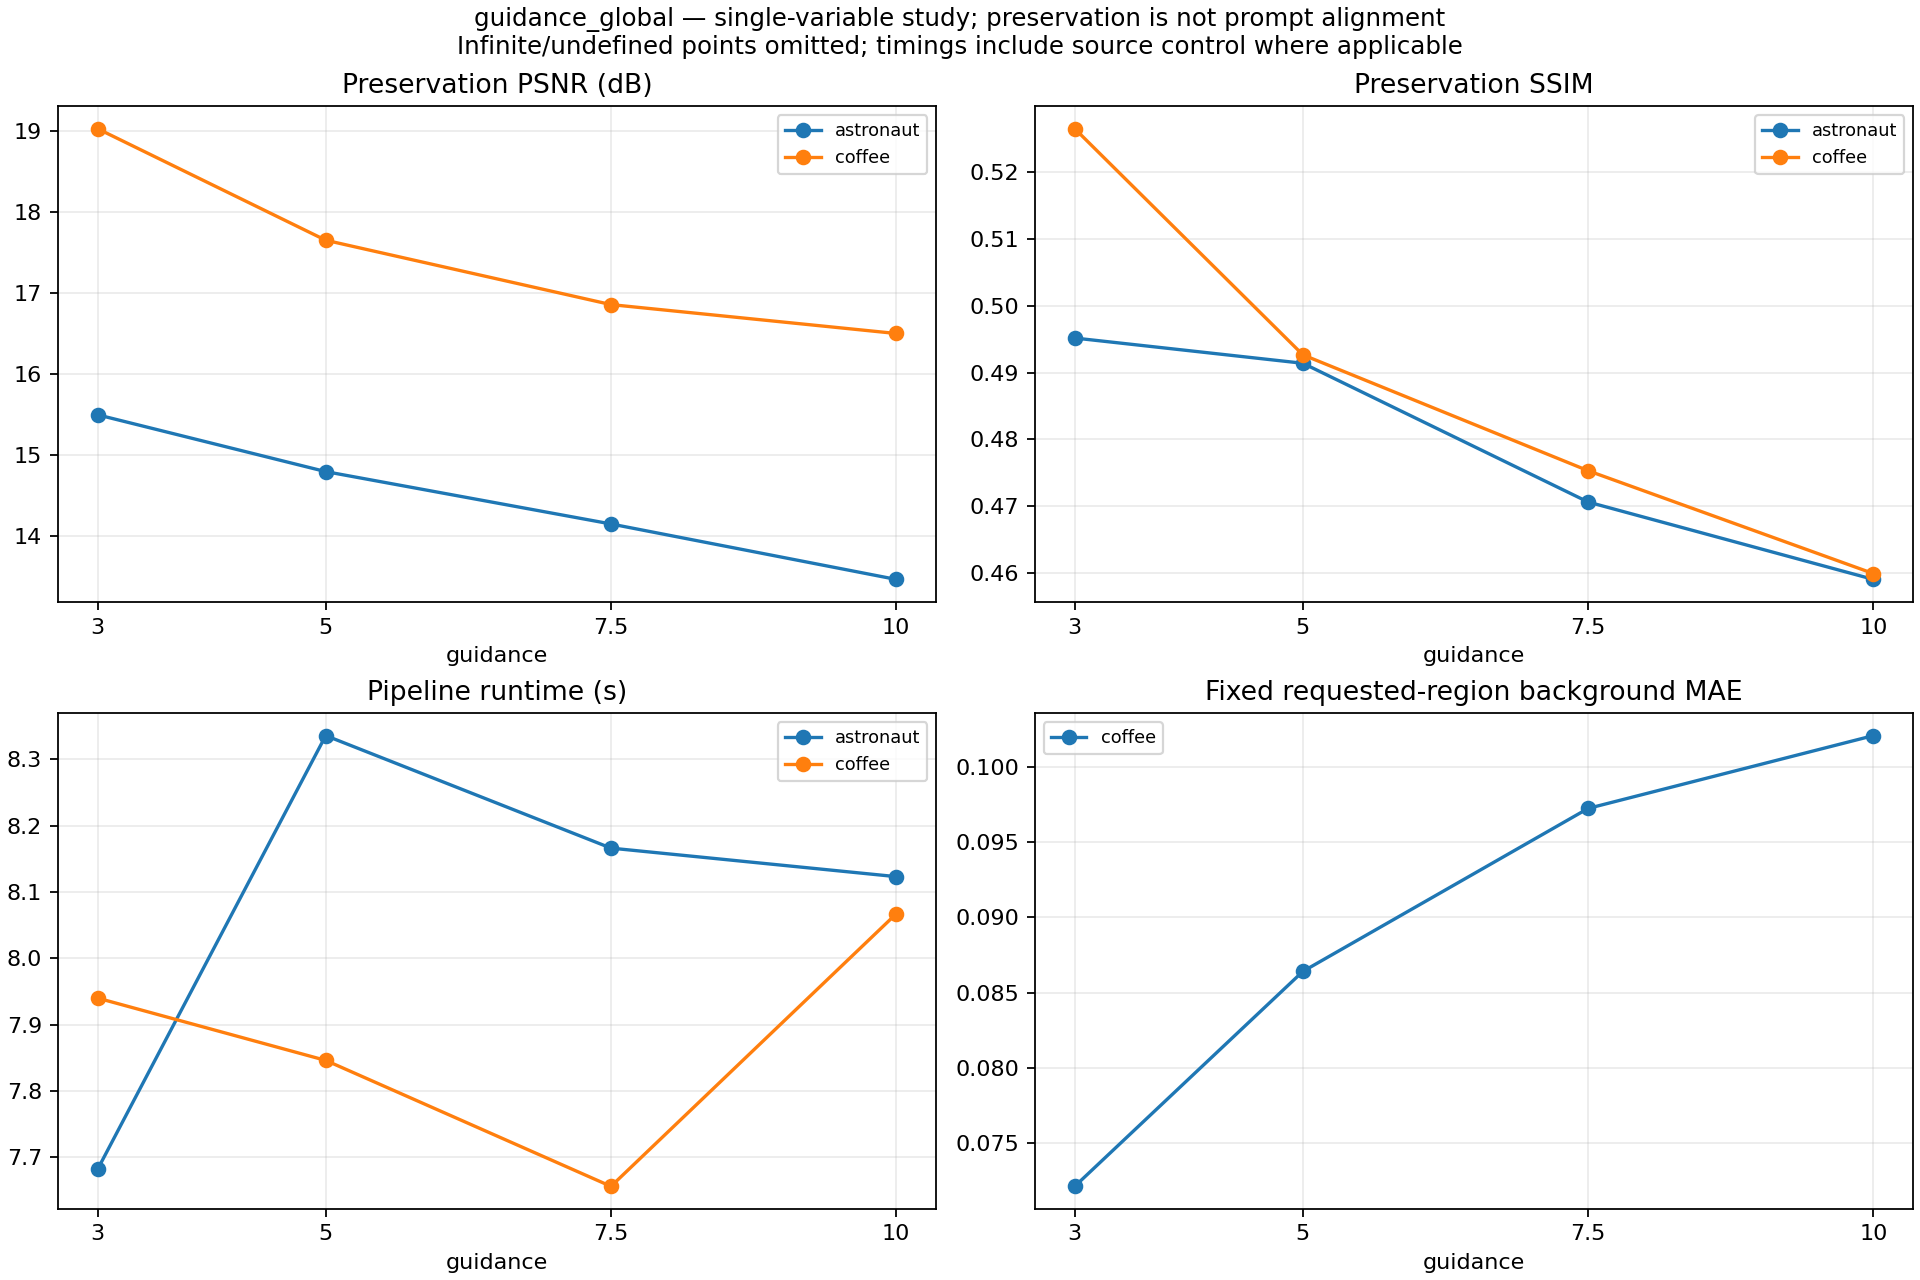 guidance_global — single-variable study; preservation is not prompt alignment
Infinite/undefined points omitted; timings include source control where applicable
Preservation PSNR (dB)
astronaut
coffee
19
18
17
16
15
14
3
5
7.5
10
guidance
Preservation SSIM
astronaut
coffee
0.52
0.51
0.50
0.49
0.48
0.47
0.46
3
5
7.5
10
guidance
Pipeline runtime (s)
astronaut
coffee
8.3
8.2
8.1
8.0
7.9
7.8
7.7
3
5
7.5
10
guidance
Fixed requested-region background MAE
coffee
0.100
0.095
0.090
0.085
0.080
0.075
3
5
7.5
10
guidance